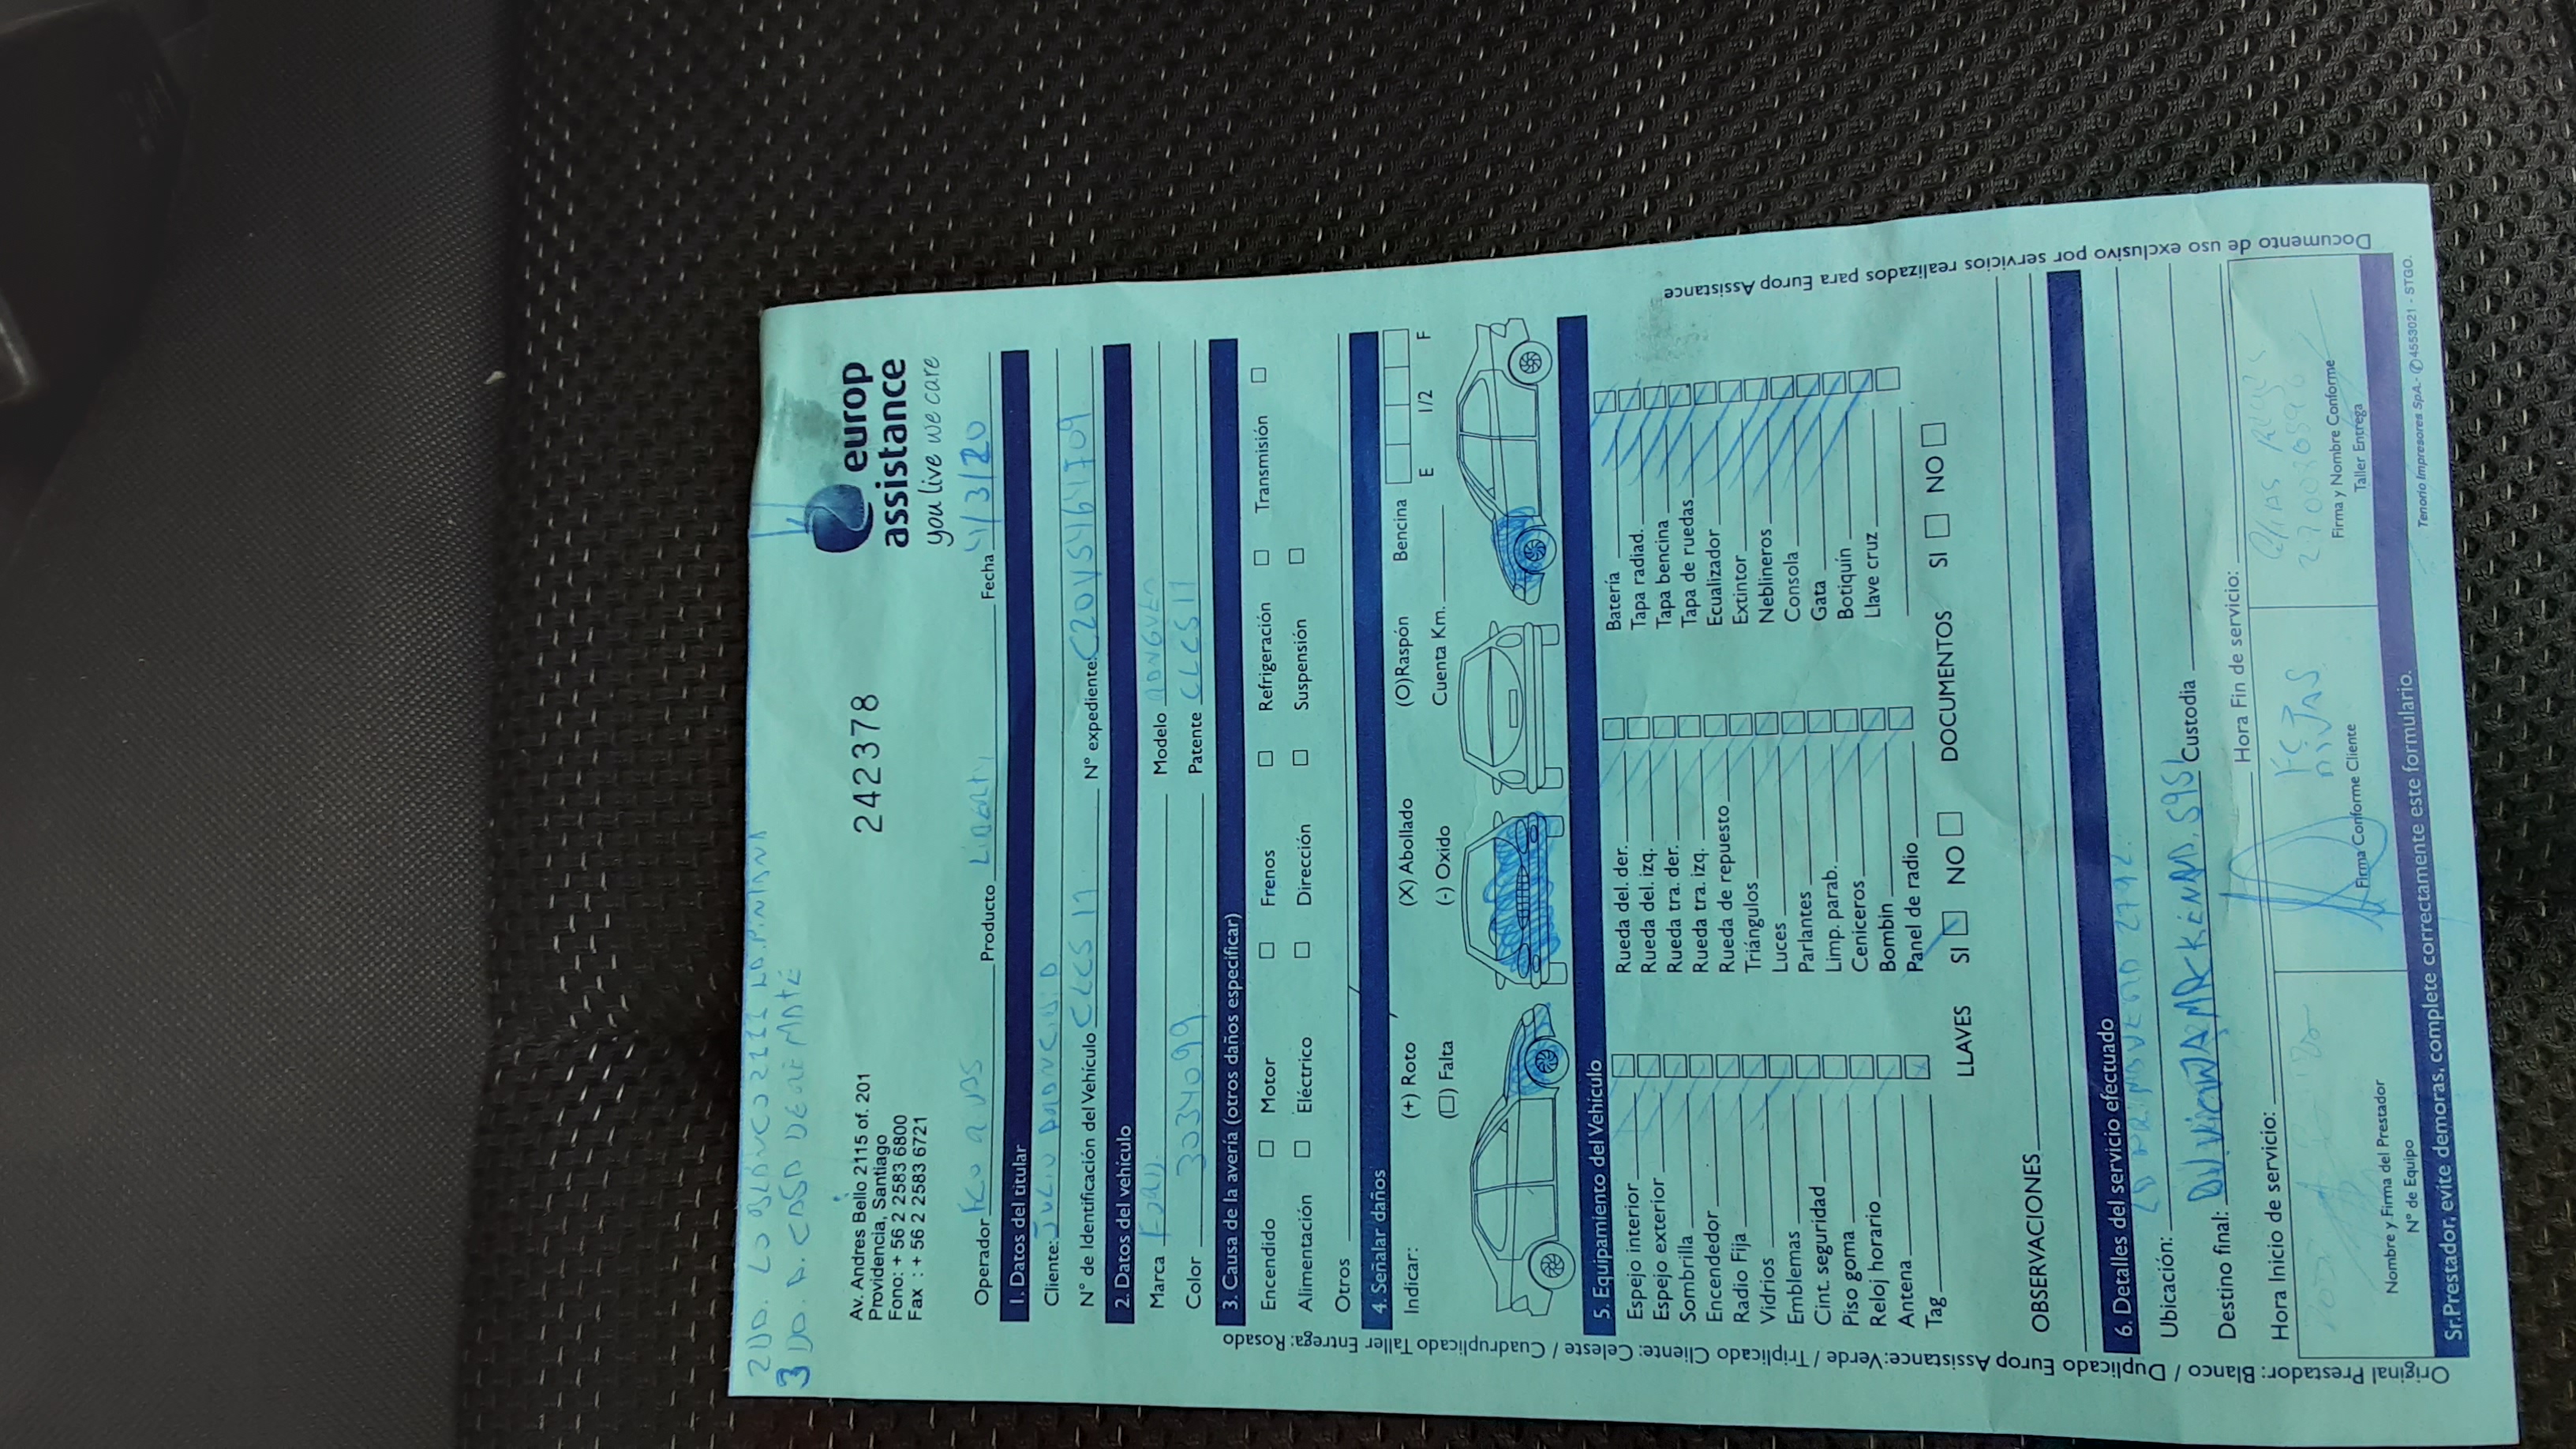 3
europ
assistance
you live we care
Av. Andres Bello 2115 of. 201
Providencia, Santiago
Fono: + 56 2 2583 6800
Fax : + 56 2 2583 6721
242378
Operador Producto Liberty Fecha 4/3/20
1. Datos del titular
Cliente: Julio
N° de Identificación del Vehículo CLCS 11 N° expediente:
2. Datos del vehículo
Marca Ford Modelo
Color Patente CLCS 11
3. Causa de la avería (otros daños especificar)
Encendido Motor Frenos Refrigeración Transmisión
Alimentación Eléctrico Dirección Suspensión
Otros
4. Señalar daños
Indicar: (+) Roto (X) Abollado (O)Raspón Bencina
(□) Falta (-) Oxido Cuenta Km. E 1/2 F
5. Equipamiento del Vehículo
Espejo interior Rueda del. der. Batería
Espejo exterior Rueda del. izq. Tapa radiad.
Sombrilla Rueda tra. der. Tapa bencina
Encendedor Rueda tra. izq. Tapa de ruedas
Radio Fija Rueda de repuesto Ecualizador
Vidrios Triángulos Extintor
Emblemas Luces Neblineros
Cint. seguridad Parlantes Consola
Piso goma Limp. parab. Gata
Reloj horario Ceniceros Botiquín
Antena Bombin Llave cruz
Tag Panel de radio
LLAVES SI NO DOCUMENTOS SI NO
OBSERVACIONES
6. Detalles del servicio efectuado
Ubicación:
Destino final: Custodia
Hora Inicio de servicio: Hora Fin de servicio:
Nombre y Firma del Prestador
N° de Equipo
Firma Conforme Cliente
Firma y Nombre Conforme
Taller Entrega
Sr.Prestador, evite demoras, complete correctamente este formulario.
Tenorio Impresores SpA.- ✆4553021 - STGO.
Original Prestador: Blanco / Duplicado Europ Assistance:Verde / Triplicado Cliente: Celeste / Cuadruplicado Taller Entrega: Rosado
Documento de uso exclusivo por servicios realizados para Europ Assistance